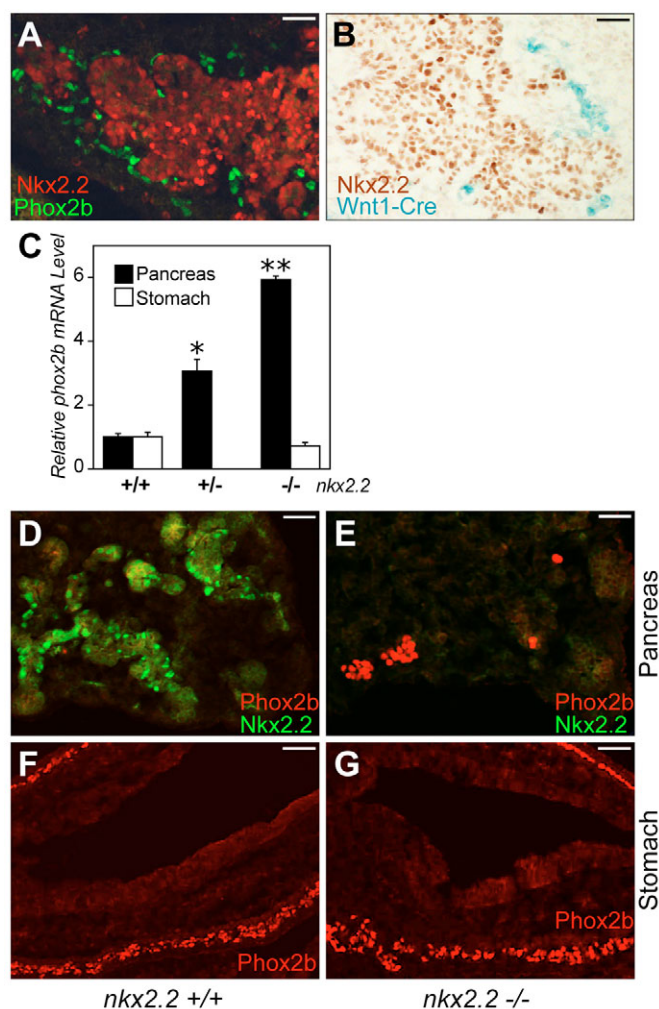 A
Nkx2.2
Phox2b
B
Nkx2.2
Wnt1-Cre
C
Relative phox2b mRNA Level
6
4
2
0
Pancreas
Stomach
*
**
+/+
+/-
-/-
nkx2.2
D
Phox2b
Nkx2.2
E
Phox2b
Nkx2.2
Pancreas
F
Phox2b
G
Phox2b
Stomach
nkx2.2 +/+
nkx2.2 -/-